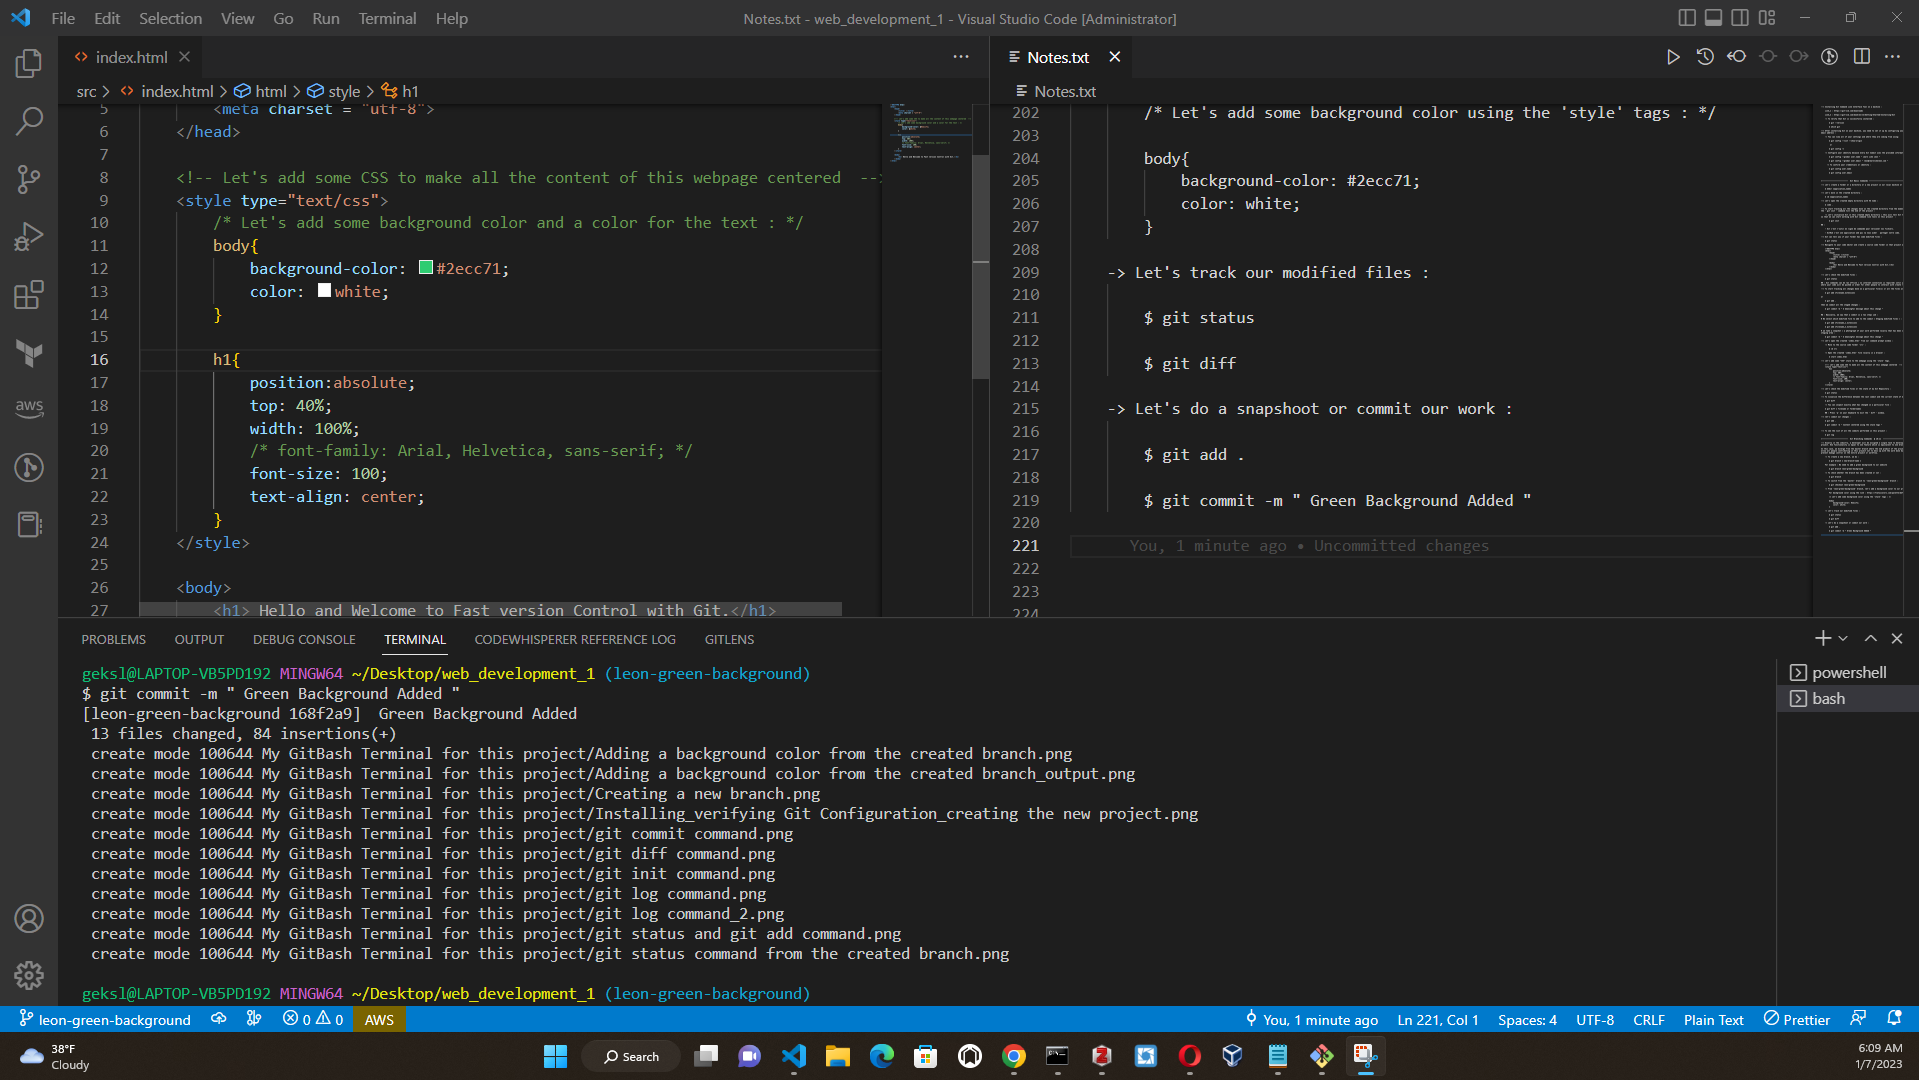 File Edit Selection View Go Run Terminal Help
Notes.txt - web_development_1 - Visual Studio Code [Administrator]
index.html
src > index.html > html > style > h1
5 <meta charset = "utf-8">
6 </head>
7
8 <!-- Let's add some CSS to make all the content of this webpage centered -->
9 <style type="text/css">
10 /* Let's add some background color and a color for the text : */
11 body{
12 background-color: #2ecc71;
13 color: white;
14 }
15
16 h1{
17 position:absolute;
18 top: 40%;
19 width: 100%;
20 /* font-family: Arial, Helvetica, sans-serif; */
21 font-size: 100;
22 text-align: center;
23 }
24 </style>
25
26 <body>
27 <h1> Hello and Welcome to Fast version Control with Git.</h1>
Notes.txt
Notes.txt
202 /* Let's add some background color using the 'style' tags : */
203
204 body{
205 background-color: #2ecc71;
206 color: white;
207 }
208
209 -> Let's track our modified files :
210
211 $ git status
212
213 $ git diff
214
215 -> Let's do a snapshoot or commit our work :
216
217 $ git add .
218
219 $ git commit -m " Green Background Added "
220
221 You, 1 minute ago • Uncommitted changes
222
223
224
PROBLEMS OUTPUT DEBUG CONSOLE TERMINAL CODEWHISPERER REFERENCE LOG GITLENS
geksl@LAPTOP-VB5PD192 MINGW64 ~/Desktop/web_development_1 (leon-green-background)
$ git commit -m " Green Background Added "
[leon-green-background 168f2a9]  Green Background Added
13 files changed, 84 insertions(+)
create mode 100644 My GitBash Terminal for this project/Adding a background color from the created branch.png
create mode 100644 My GitBash Terminal for this project/Adding a background color from the created branch_output.png
create mode 100644 My GitBash Terminal for this project/Creating a new branch.png
create mode 100644 My GitBash Terminal for this project/Installing_verifying Git Configuration_creating the new project.png
create mode 100644 My GitBash Terminal for this project/git commit command.png
create mode 100644 My GitBash Terminal for this project/git diff command.png
create mode 100644 My GitBash Terminal for this project/git init command.png
create mode 100644 My GitBash Terminal for this project/git log command.png
create mode 100644 My GitBash Terminal for this project/git log command_2.png
create mode 100644 My GitBash Terminal for this project/git status and git add command.png
create mode 100644 My GitBash Terminal for this project/git status command from the created branch.png
geksl@LAPTOP-VB5PD192 MINGW64 ~/Desktop/web_development_1 (leon-green-background)
powershell
bash
aws
leon-green-background 0 0 AWS
You, 1 minute ago Ln 221, Col 1 Spaces: 4 UTF-8 CRLF Plain Text Prettier
38°F
Cloudy
Search
6:09 AM
1/7/2023